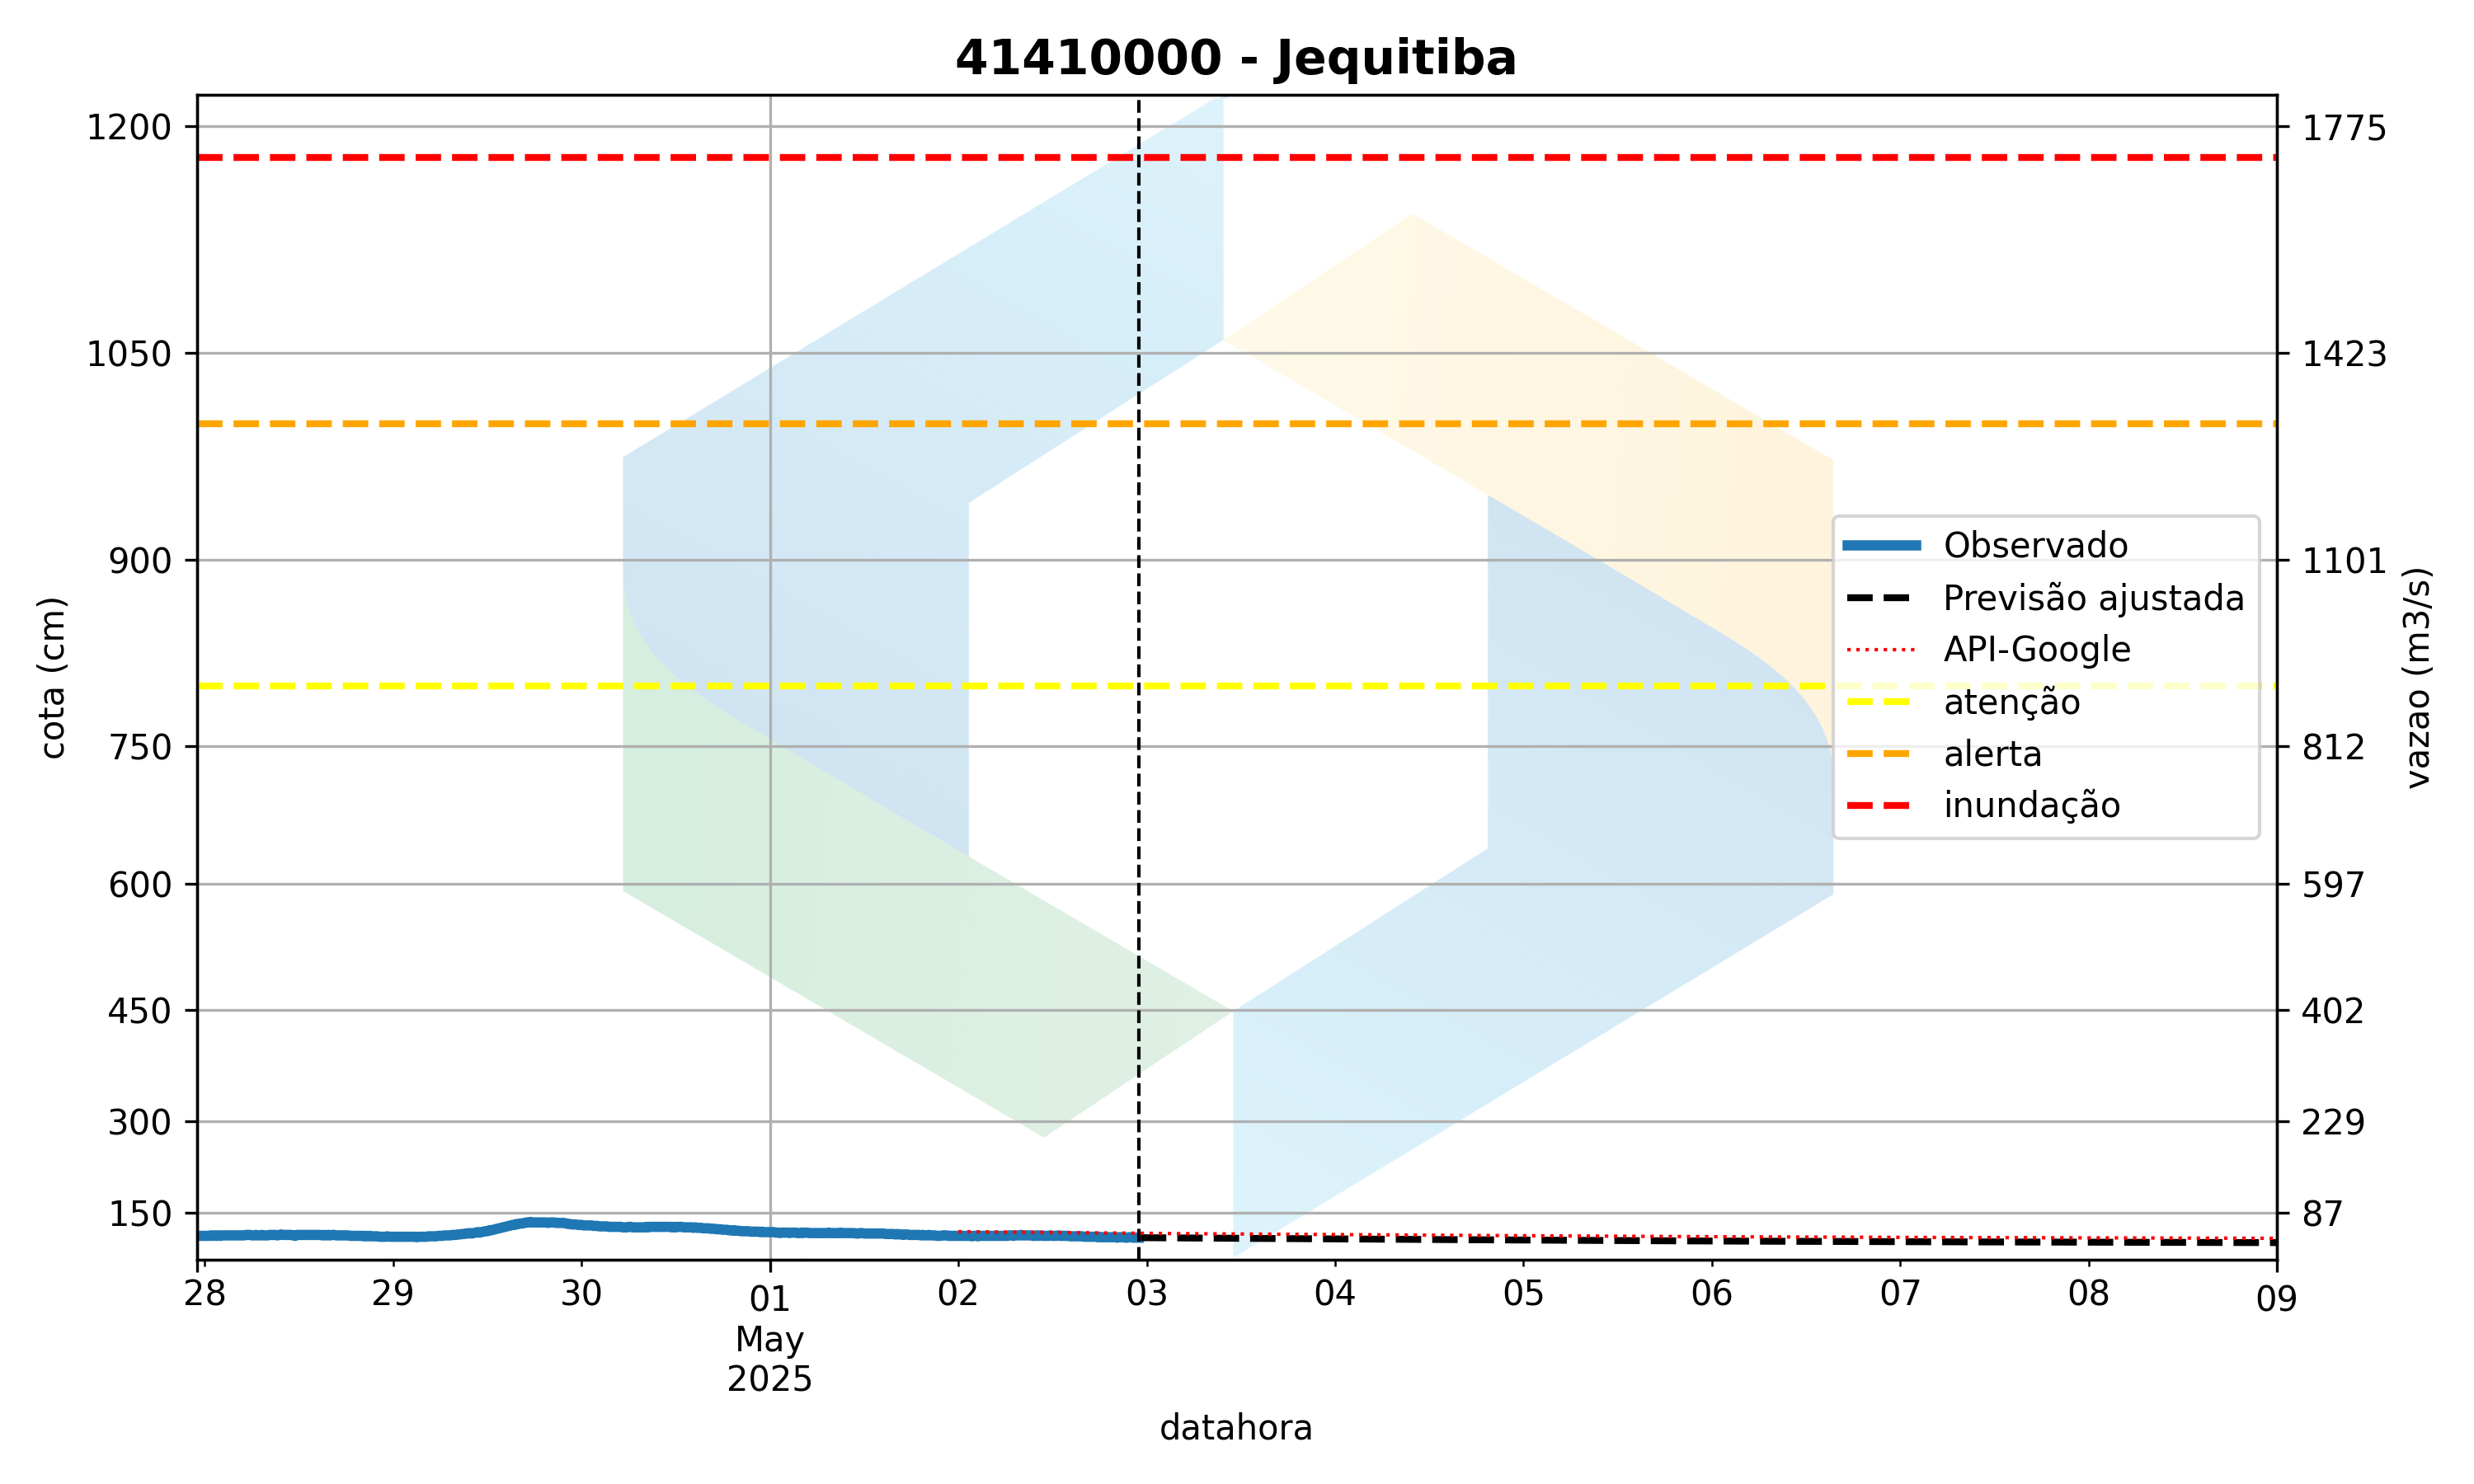 41410000 - Jequitiba
1200
1050
900
750
600
450
300
150
cota (cm)
1775
1423
1101
812
597
402
229
87
vazao (m3/s)
Observado
Previsão ajustada
API-Google
atenção
alerta
inundação
28 29 30 01 02 03 04 05 06 07 08 09
May
2025
datahora